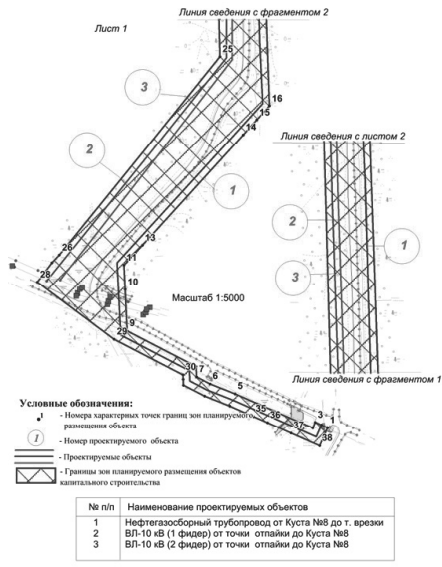 Линия сведения с фрагментом 2
Лист 1
25
3
16
15
14
2
1
Линия сведения с листом 2
2
1
3
26
13
11
28
10
Масштаб 1:5000
9
29
30
7
6
5
35
36
37
3
1
38
Линия сведения с фрагментом 1
Условные обозначения:
1 - Номера характерных точек границ зон планируемого
размещения объекта
1 - Номер проектируемого объекта
- Проектируемые объекты
- Границы зон планируемого размещения объектов
капитального строительства
№ п/п Наименование проектируемых объектов
1 Нефтегазосборный трубопровод от Куста №8 до т. врезки
2 ВЛ-10 кВ (1 фидер) от точки отпайки до Куста №8
3 ВЛ-10 кВ (2 фидер) от точки отпайки до Куста №8